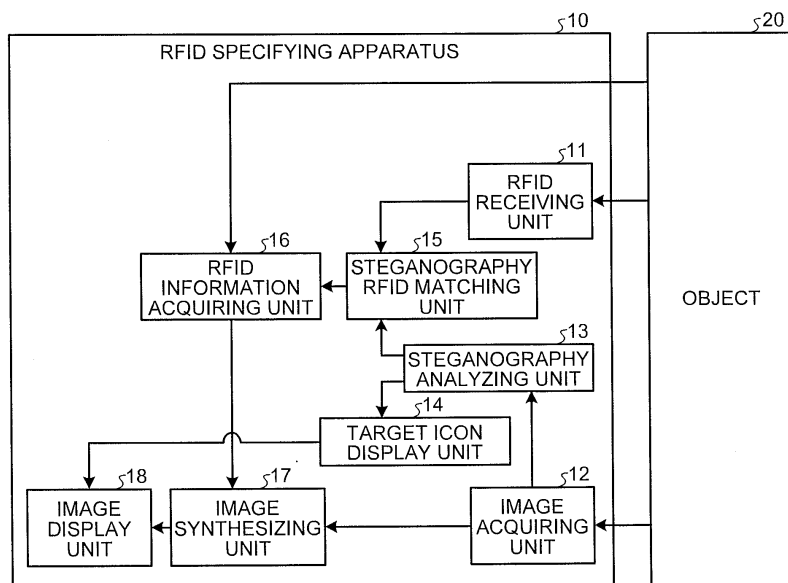 10
20
RFID SPECIFYING APPARATUS
11
RFID
RECEIVING
UNIT
16
RFID
INFORMATION
ACQUIRING UNIT
15
STEGANOGRAPHY
RFID MATCHING
UNIT
OBJECT
13
STEGANOGRAPHY
ANALYZING UNIT
14
TARGET ICON
DISPLAY UNIT
18
IMAGE
DISPLAY
UNIT
17
IMAGE
SYNTHESIZING
UNIT
12
IMAGE
ACQUIRING
UNIT